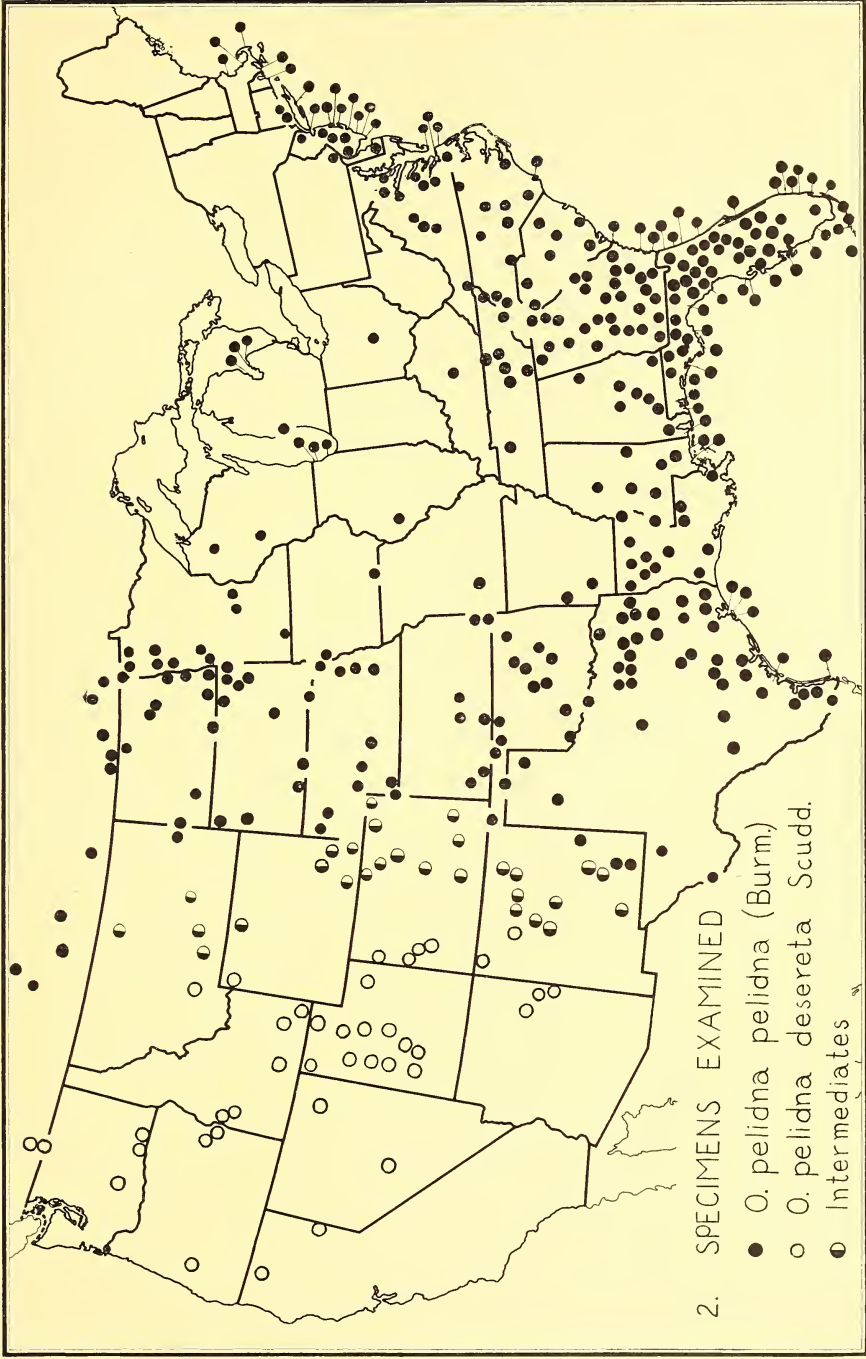 2. SPECIMENS EXAMINED
● O. pelidna pelidna (Burm.)
○ O. pelidna desereta Scudd.
◐ Intermediates